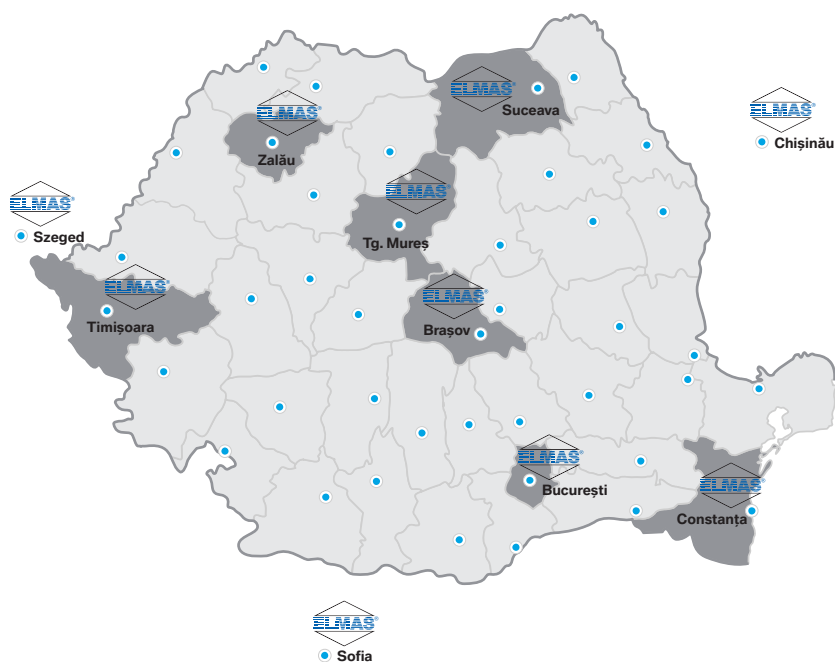 ELMAS®
Suceava
ELMAS®
Chișinău
ELMAS®
Zalău
ELMAS®
Szeged
ELMAS®
Tg. Mureș
ELMAS®
Timișoara
ELMAS®
Brașov
ELMAS®
București
ELMAS®
Constanța
ELMAS®
Sofia